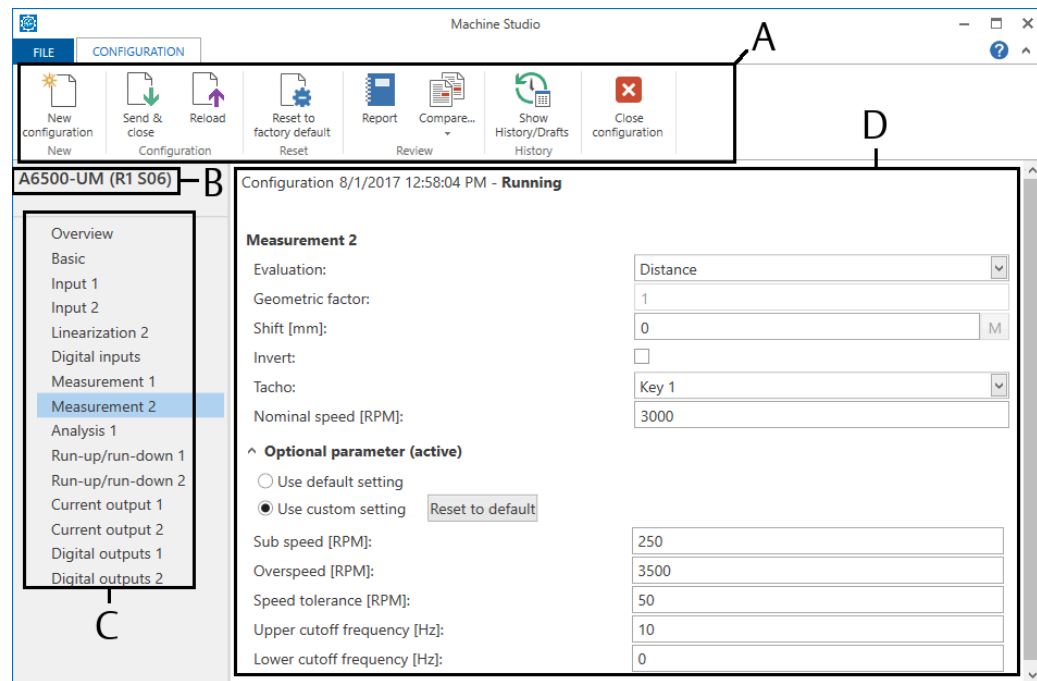 Machine Studio
FILE CONFIGURATION
A
New configuration Send & close Reload Reset to factory default Report Compare... Show History/Drafts Close configuration
New Configuration Reset Review History
D
A6500-UM (R1 S06) B
Configuration 8/1/2017 12:58:04 PM - Running
Overview
Basic
Input 1
Input 2
Linearization 2
Digital inputs
Measurement 1
Measurement 2
Analysis 1
Run-up/run-down 1
Run-up/run-down 2
Current output 1
Current output 2
Digital outputs 1
Digital outputs 2
C
Measurement 2
Evaluation: Distance
Geometric factor: 1
Shift [mm]: 0 M
Invert:
Tacho: Key 1
Nominal speed [RPM]: 3000
Optional parameter (active)
Use default setting
Use custom setting Reset to default
Sub speed [RPM]: 250
Overspeed [RPM]: 3500
Speed tolerance [RPM]: 50
Upper cutoff frequency [Hz]: 10
Lower cutoff frequency [Hz]: 0